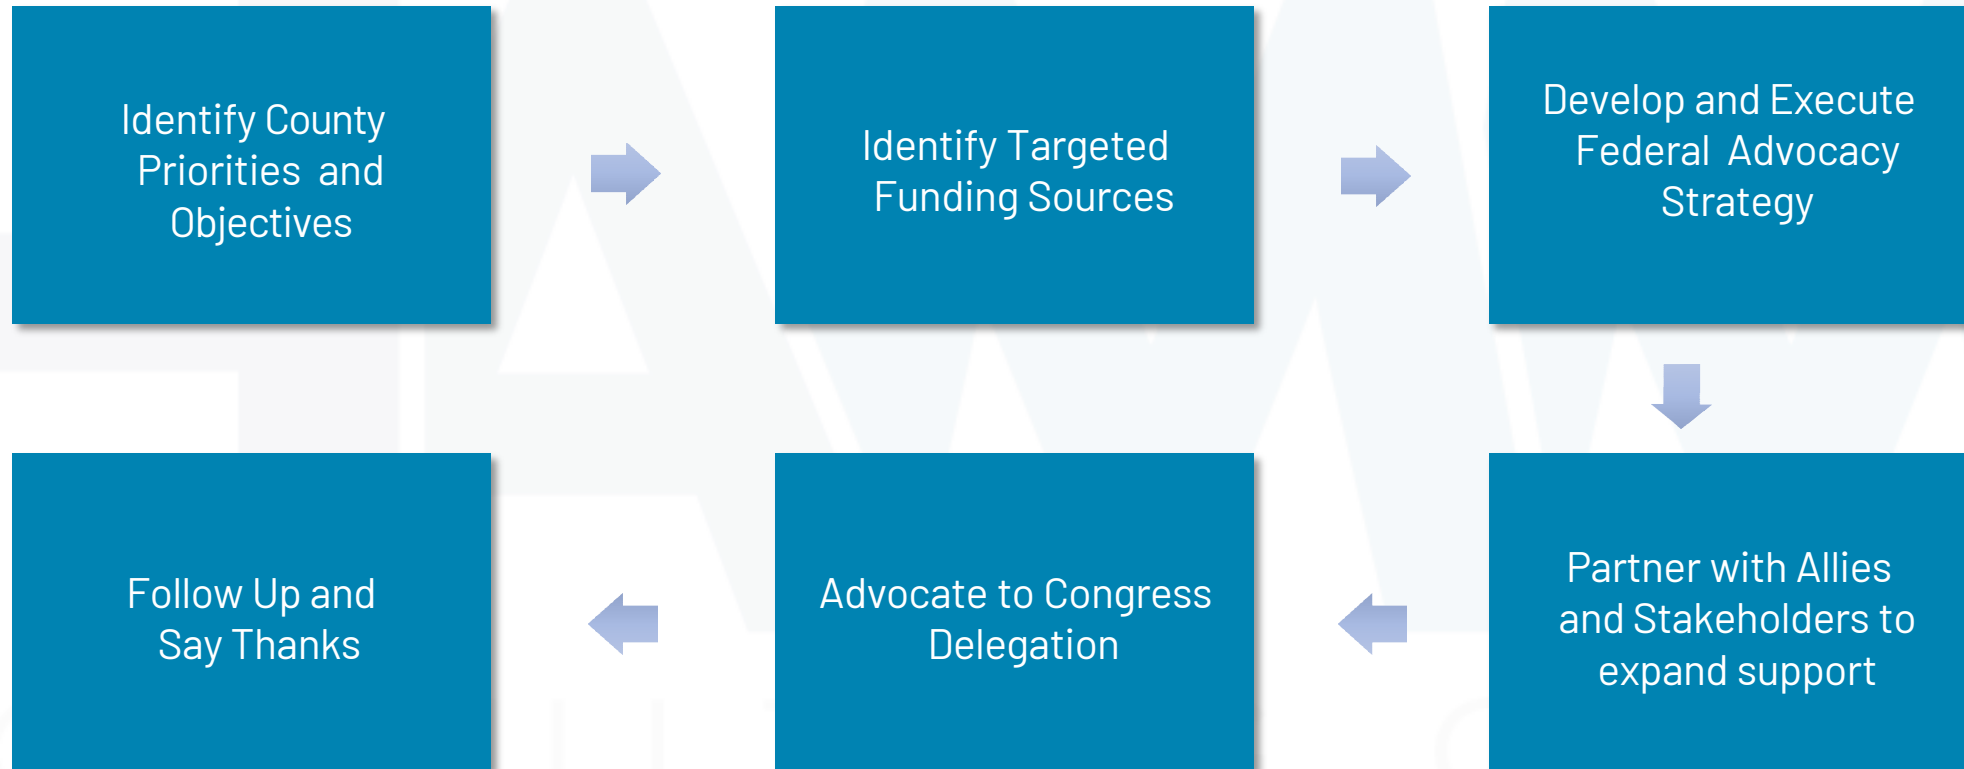 Identify County
Priorities and
Objectives
Identify Targeted
Funding Sources
Develop and Execute
Federal Advocacy
Strategy
Partner with Allies
and Stakeholders to
expand support
Advocate to Congress
Delegation
Follow Up and
Say Thanks